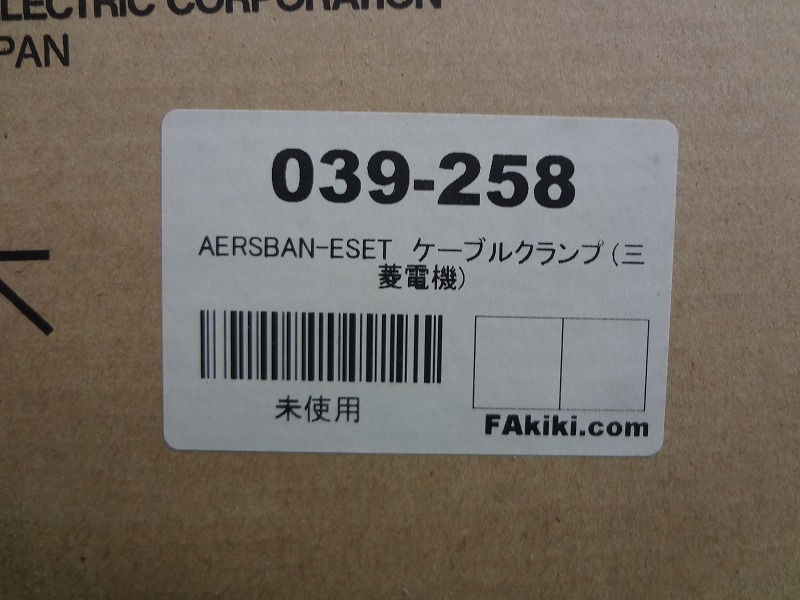 ELECTRIC CORPORATION
PAN
039-258
AERSBAN-ESET ケーブルクランプ(三
菱電機)
未使用
FAkiki.com